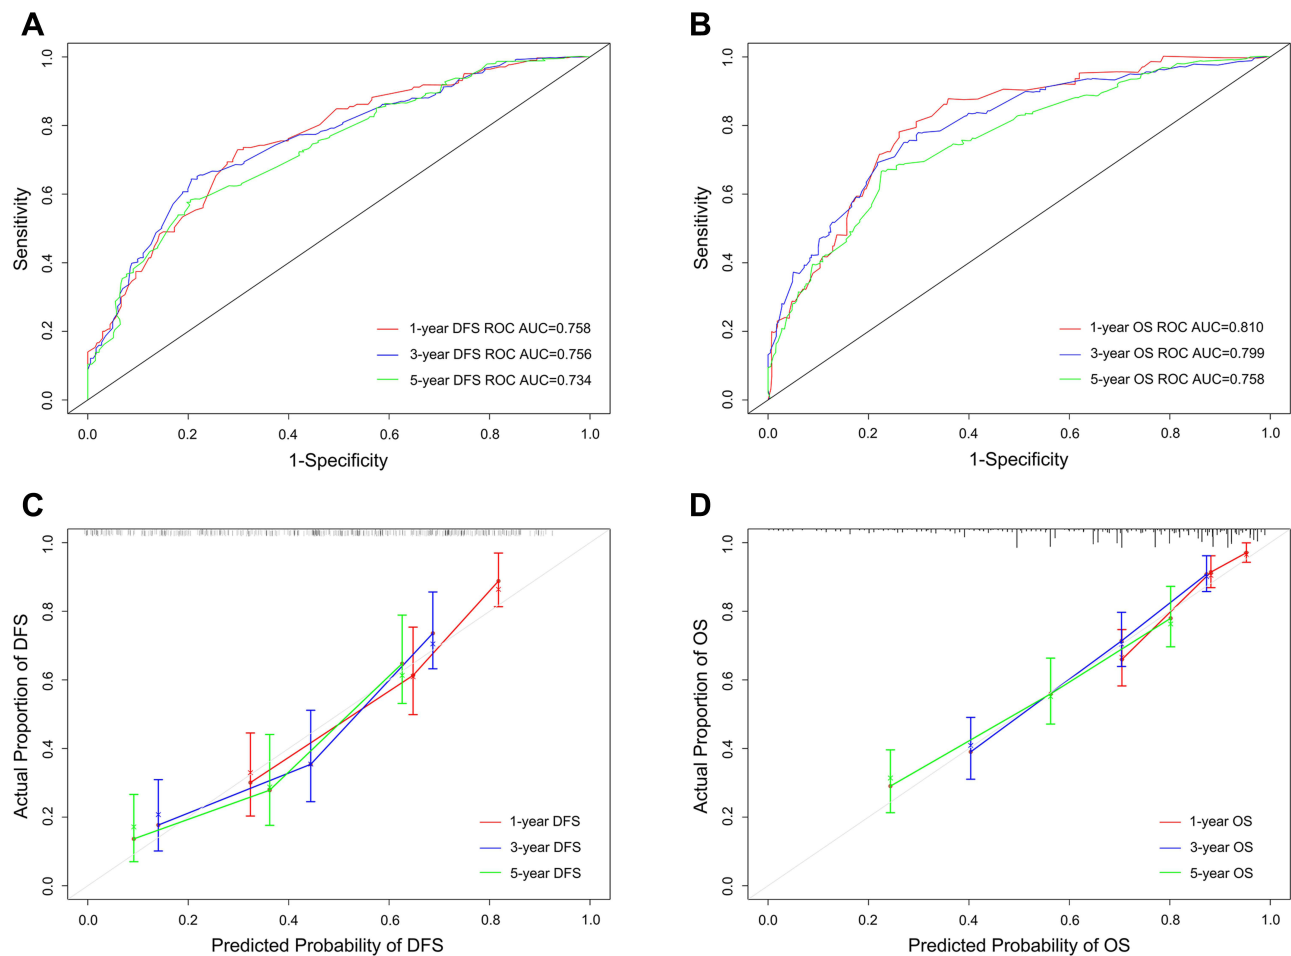 A
Sensitivity
1.0
0.8
0.6
0.4
0.2
0.0
1-year DFS ROC AUC=0.758
3-year DFS ROC AUC=0.756
5-year DFS ROC AUC=0.734
0.0 0.2 0.4 0.6 0.8 1.0
1-Specificity
B
Sensitivity
1.0
0.8
0.6
0.4
0.2
0.0
1-year OS ROC AUC=0.810
3-year OS ROC AUC=0.799
5-year OS ROC AUC=0.758
0.0 0.2 0.4 0.6 0.8 1.0
1-Specificity
C
Actual Proportion of DFS
1.0
0.8
0.6
0.4
0.2
0.0
1-year DFS
3-year DFS
5-year DFS
0.0 0.2 0.4 0.6 0.8 1.0
Predicted Probability of DFS
D
Actual Proportion of OS
1.0
0.8
0.6
0.4
0.2
0.0
1-year OS
3-year OS
5-year OS
0.0 0.2 0.4 0.6 0.8 1.0
Predicted Probability of OS